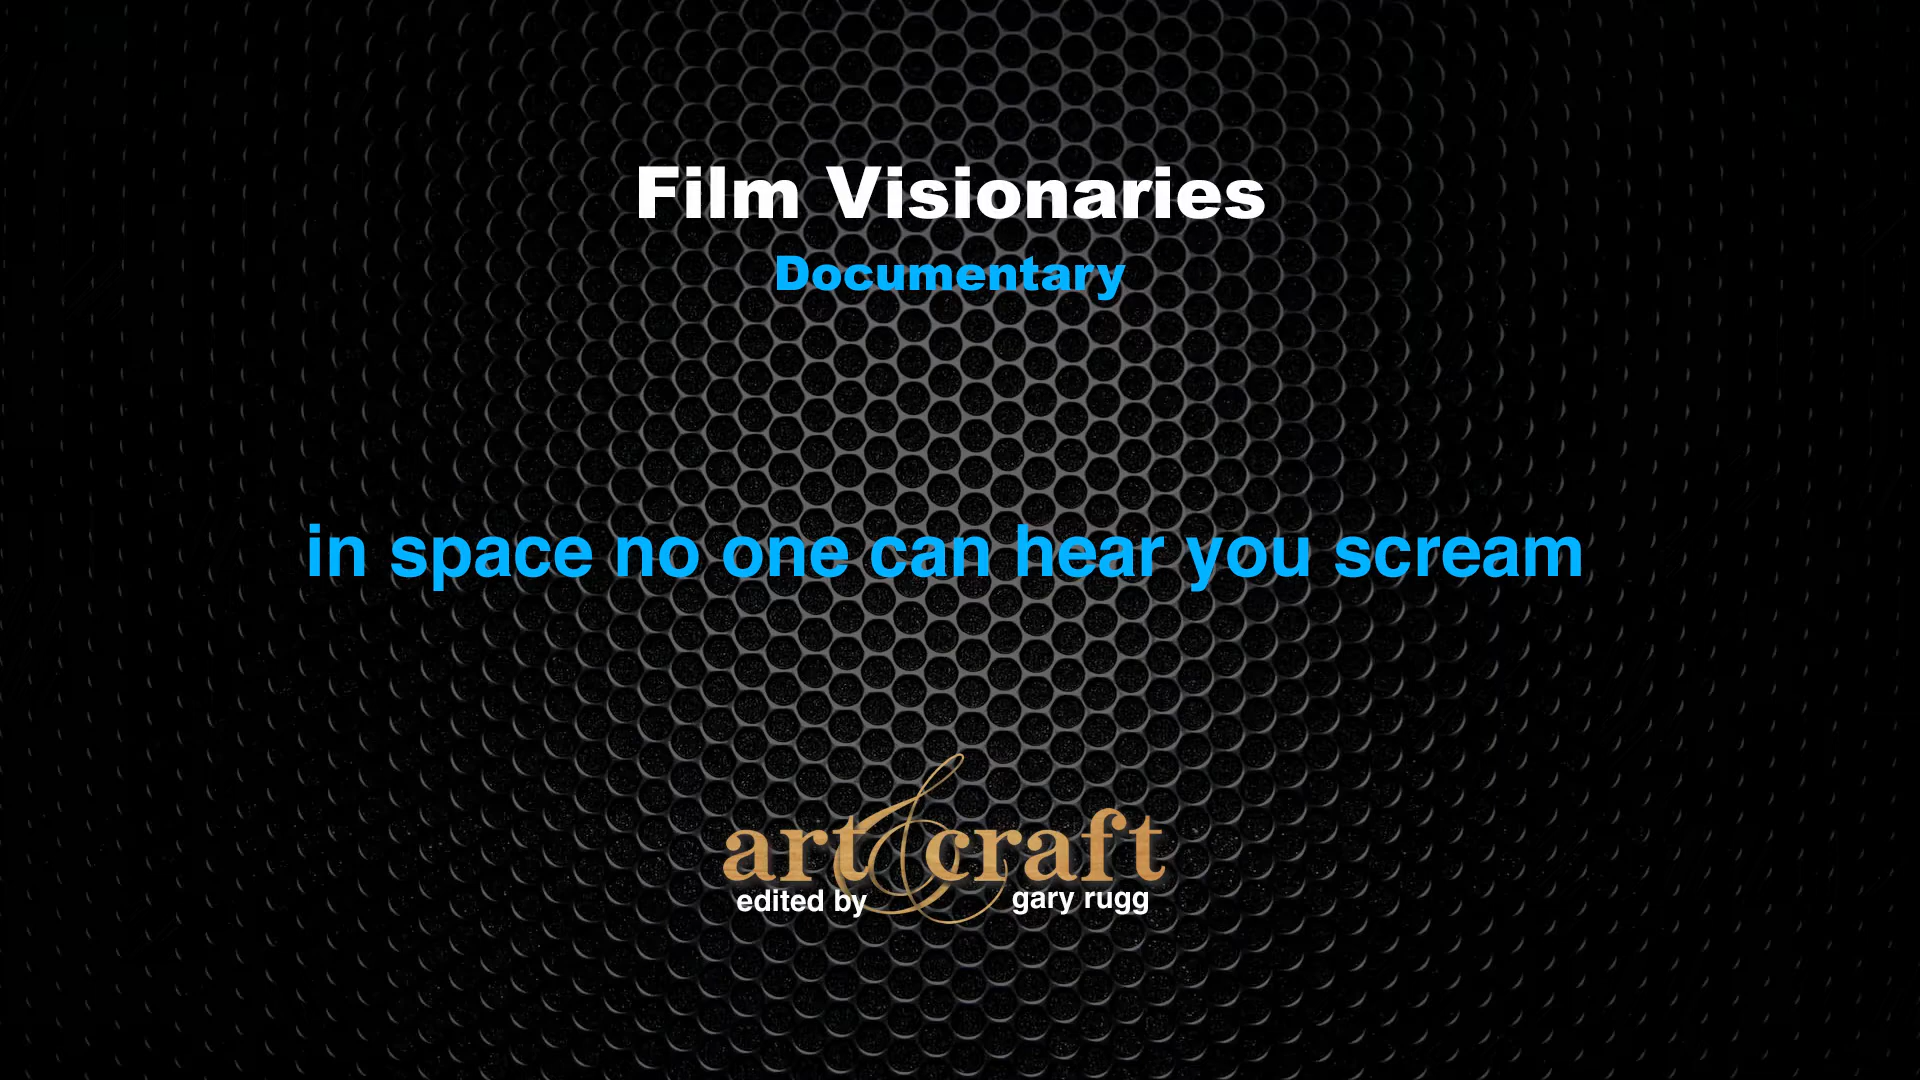 Film Visionaries
Documentary
in space no one can hear you scream
art & craft
edited by gary rugg